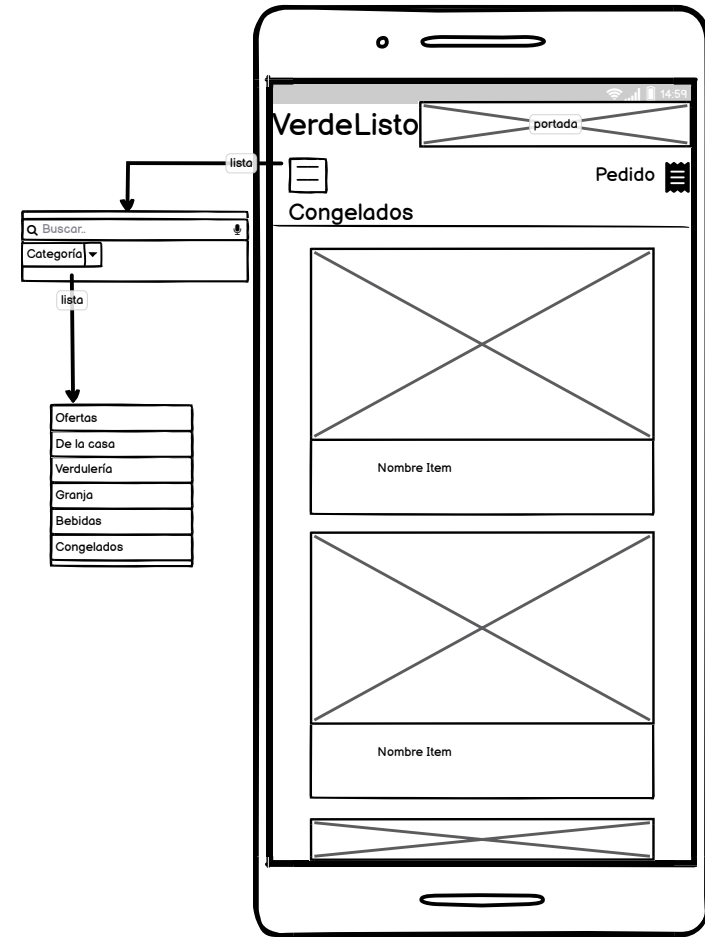 14:59
VerdeListo
portada
lista
Pedido
Congelados
Buscar..
Categoría
lista
Ofertas
De la casa
Verdulería
Granja
Bebidas
Congelados
Nombre Item
Nombre Item